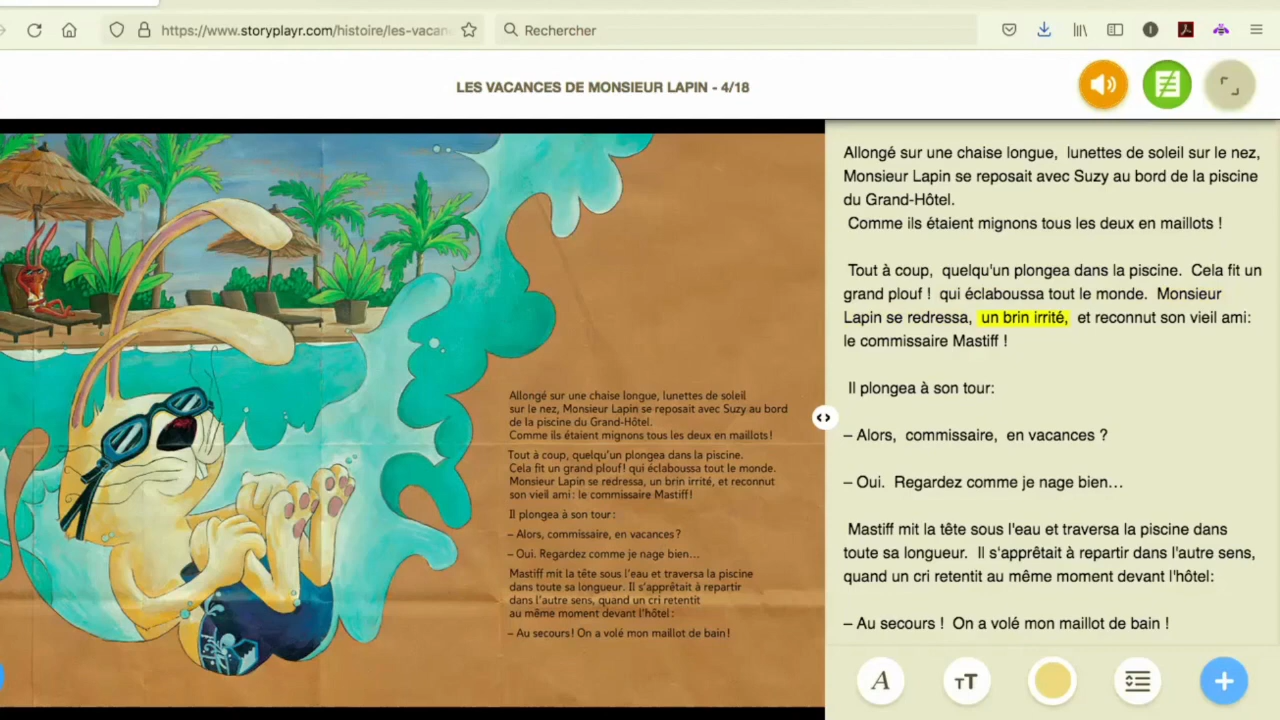 https://www.storyplayr.com/histoire/les-vacan
Rechercher
LES VACANCES DE MONSIEUR LAPIN - 4/18
Allongé sur une chaise longue, lunettes de soleil
sur le nez, Monsieur Lapin se reposait avec Suzy au bord
de la piscine du Grand-Hôtel.
Comme ils étaient mignons tous les deux en maillots !
Tout à coup, quelqu'un plongea dans la piscine.
Cela fit un grand plouf ! qui éclaboussa tout le monde.
Monsieur Lapin se redressa, un brin irrité, et reconnut
son vieil ami : le commissaire Mastiff !
Il plongea à son tour :
– Alors, commissaire, en vacances ?
– Oui. Regardez comme je nage bien...
Mastiff mit la tête sous l'eau et traversa la piscine
dans toute sa longueur. Il s'apprêtait à repartir
dans l'autre sens, quand un cri retentit
au même moment devant l'hôtel :
– Au secours ! On a volé mon maillot de bain !
Allongé sur une chaise longue, lunettes de soleil sur le nez,
Monsieur Lapin se reposait avec Suzy au bord de la piscine
du Grand-Hôtel.
Comme ils étaient mignons tous les deux en maillots !
Tout à coup, quelqu'un plongea dans la piscine. Cela fit un
grand plouf ! qui éclaboussa tout le monde. Monsieur
Lapin se redressa, un brin irrité, et reconnut son vieil ami:
le commissaire Mastiff !
Il plongea à son tour:
– Alors, commissaire, en vacances ?
– Oui. Regardez comme je nage bien…
Mastiff mit la tête sous l'eau et traversa la piscine dans
toute sa longueur. Il s'apprêtait à repartir dans l'autre sens,
quand un cri retentit au même moment devant l'hôtel:
– Au secours ! On a volé mon maillot de bain !
A
TT